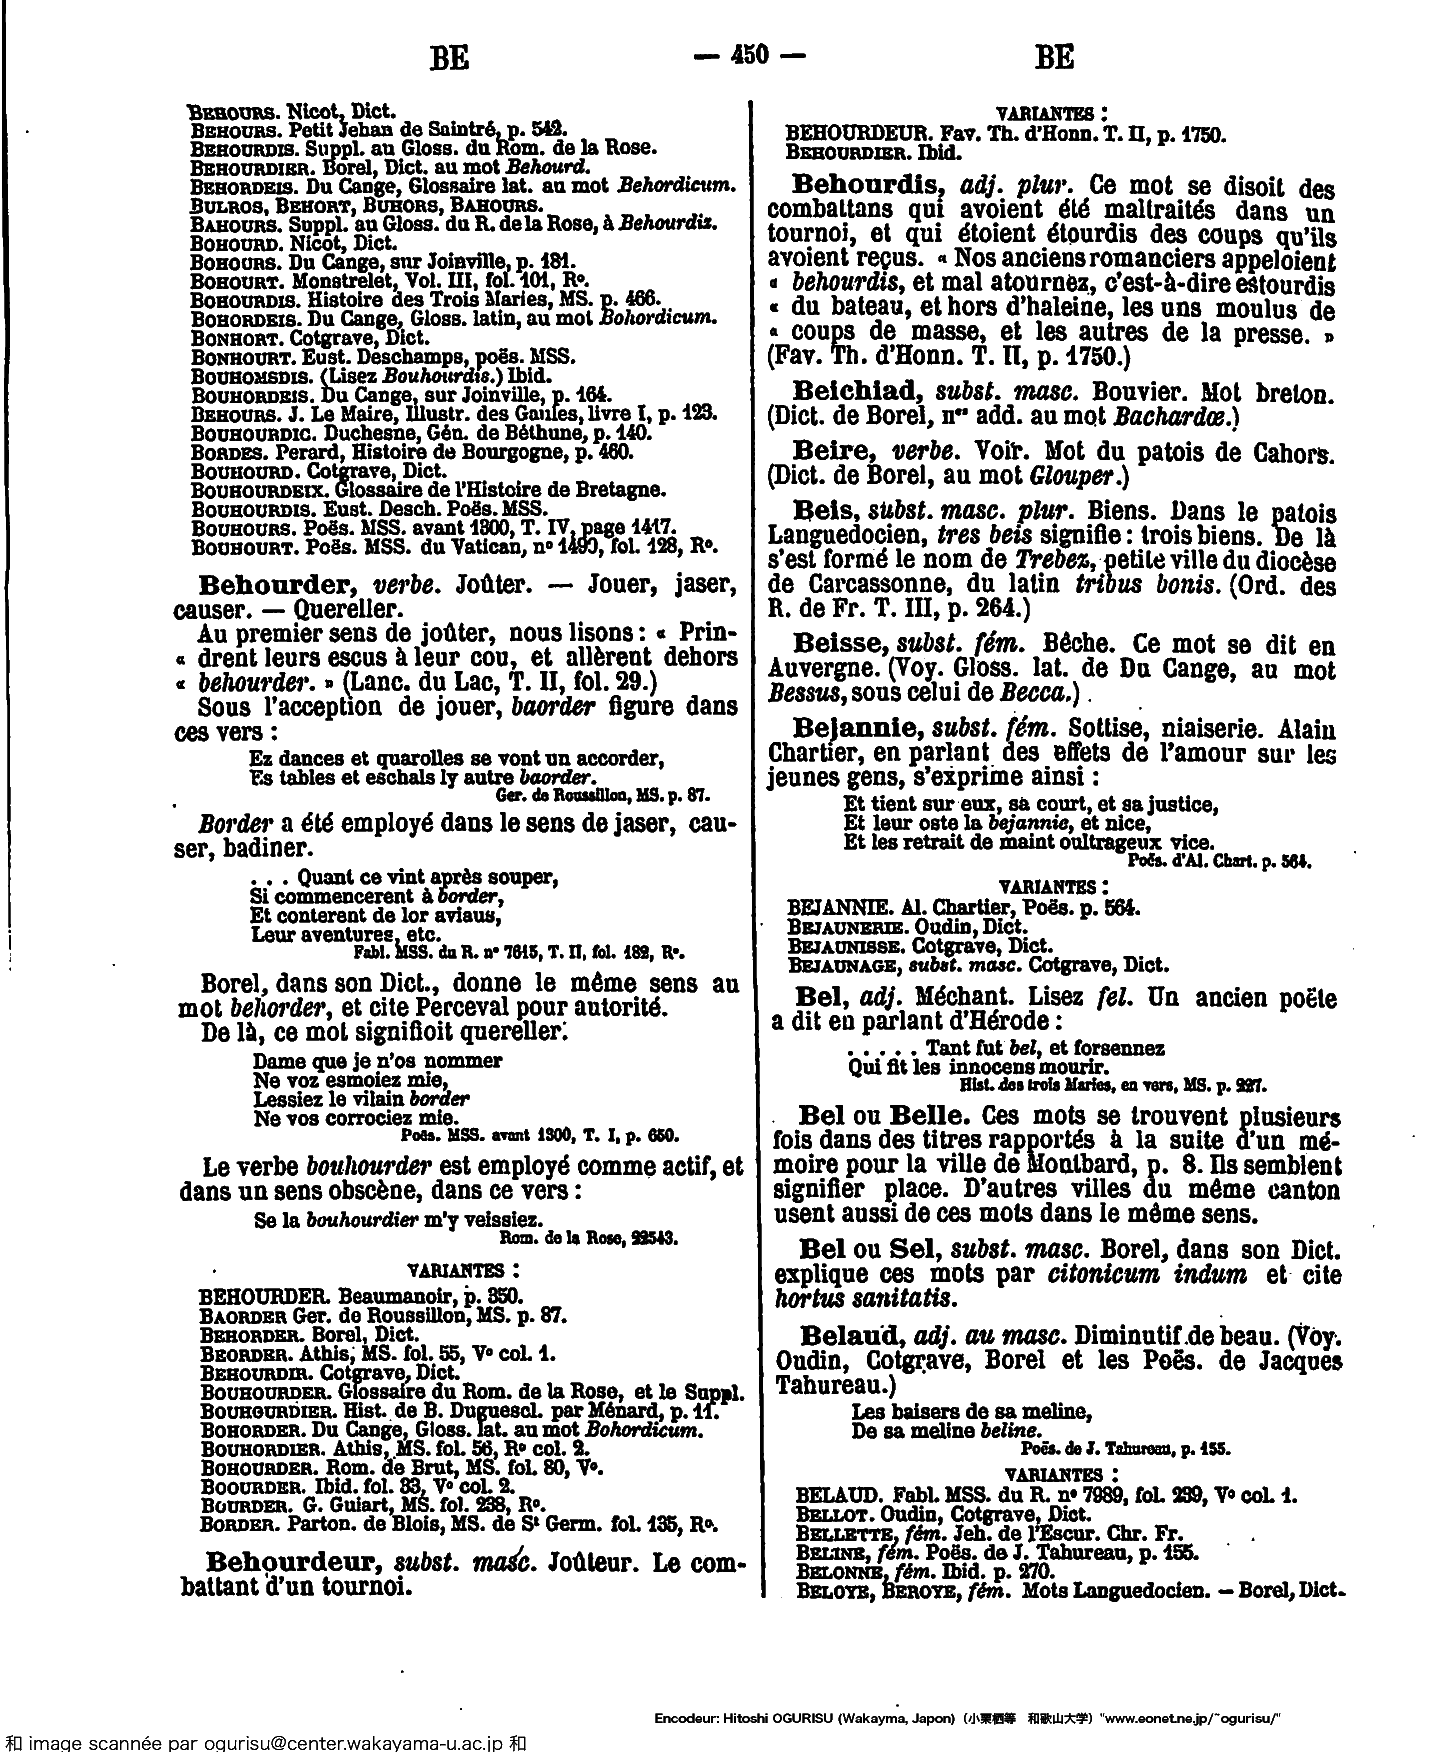 BE — 450 — BE
BEHOURS. Nicot, Dict.
BEHOURS. Petit Jehan de Saintré, p. 542.
BEHOURDIS. Suppl. au Gloss. du Rom. de la Rose.
BEHOURDIER. Borel, Dict. au mot Behourd.
BEHORDEIS. Du Cange, Glossaire lat. au mot Behordicum.
BULROS, BEHORT, BUHORS, BAHOURS.
BAHOURS. Suppl. au Gloss. du R. de la Rose, à Behourdix.
BOHOURD. Nicot, Dict.
BOHOURS. Du Cange, sur Joinville, p. 181.
BOHOURT. Monstrelet, Vol. III, fol. 101, Rº.
BOHOURDIS. Histoire des Trois Maries, MS. p. 466.
BOHORDEIS. Du Cange, Gloss. latin, au mot Bohordicum.
BONHORT. Cotgrave, Dict.
BONHOURT. Eust. Deschamps, poës. MSS.
BOUHOMSDIS. (Lisez Bouhourdis.) Ibid.
BOUHORDEIS. Du Cange, sur Joinville, p. 164.
BEHOURS. J. Le Maire, Illustr. des Gaules, livre I, p. 123.
BOUHOURDIC. Duchesne, Gén. de Béthune, p. 140.
BORDES. Perard, Histoire de Bourgogne, p. 460.
BOUHOURD. Cotgrave, Dict.
BOUHOURDEIX. Glossaire de l'Histoire de Bretagne.
BOUHOURDIS. Eust. Desch. Poës. MSS.
BOUHOURS. Poës. MSS. avant 1300, T. IV, page 1417.
BOUHOURT. Poës. MSS. du Vatican, nº 1490, fol. 128, Rº.
Behourder, verbe. Joûter. — Jouer, jaser,
causer. — Quereller.
Au premier sens de joûter, nous lisons : « Prin-
« drent leurs escus à leur cou, et allèrent dehors
« behourder. » (Lanc. du Lac, T. II, fol. 29.)
Sous l'acception de jouer, baorder figure dans
ces vers :
Ez dances et quarolles se vont un accorder,
Es tables et eschals ly autre baorder.
Ger. de Roussillon, MS. p. 87.
Border a été employé dans le sens de jaser, cau-
ser, badiner.
. . . Quant ce vint après souper,
Si commencerent à border,
Et conterent de lor aviaus,
Leur aventures, etc.
Fabl. MSS. du R. nº 7615, T. II, fol. 182, Rº.
Borel, dans son Dict., donne le même sens au
mot behorder, et cite Perceval pour autorité.
De là, ce mot signifioit quereller:
Dame que je n'os nommer
Ne voz esmoiez mie,
Lessiez le vilain border
Ne vos corrociez mie.
Poës. MSS. avant 1300, T. I, p. 650.
Le verbe bouhourder est employé comme actif, et
dans un sens obscène, dans ce vers :
Se la bouhourdier m'y veissiez.
Rom. de la Rose, 22543.
VARIANTES :
BEHOURDER. Beaumanoir, p. 350.
BAORDER Ger. de Roussillon, MS. p. 87.
BEHORDER. Borel, Dict.
BEORDER. Athis, MS. fol. 55, Vº col. 1.
BEHOURDIR. Cotgrave, Dict.
BOUHOURDER. Glossaire du Rom. de la Rose, et le Suppl.
BOUHOURDIER. Hist. de B. Duguescl. par Ménard, p. 11.
BOHORDER. Du Cange, Gloss. lat. au mot Bohordicum.
BOUHORDIER. Athis, MS. fol. 56, Rº col. 2.
BOHOURDER. Rom. de Brut, MS. fol. 80, Vº.
BOOURDER. Ibid. fol. 33, Vº col. 2.
BOURDER. G. Guiart, MS. fol. 238, Rº.
BORDER. Parton. de Blois, MS. de St Germ. fol. 135, Rº.
Behourdeur, subst. masc. Joûteur. Le com-
battant d'un tournoi.
VARIANTES :
BEHOURDEUR. Fav. Th. d'Honn. T. II, p. 1750.
BEHOURDIER. Ibid.
Behourdis, adj. plur. Ce mot se disoit des
combattans qui avoient été maltraités dans un
tournoi, et qui étoient étourdis des coups qu'ils
avoient reçus. « Nos anciens romanciers appeloient
« behourdis, et mal atournez, c'est-à-dire estourdis
« du bateau, et hors d'haleine, les uns moulus de
« coups de masse, et les autres de la presse. »
(Fav. Th. d'Honn. T. II, p. 1750.)
Beichiad, subst. masc. Bouvier. Mot breton.
(Dict. de Borel, nes add. au mot Bachardœ.)
Beire, verbe. Voir. Mot du patois de Cahors.
(Dict. de Borel, au mot Glouper.)
Beis, subst. masc. plur. Biens. Dans le patois
Languedocien, tres beis signifie : trois biens. De là
s'est formé le nom de Trebez, petite ville du diocèse
de Carcassonne, du latin tribus bonis. (Ord. des
R. de Fr. T. III, p. 264.)
Beisse, subst. fém. Bêche. Ce mot se dit en
Auvergne. (Voy. Gloss. lat. de Du Cange, au mot
Bessus, sous celui de Becca.)
Bejannie, subst. fém. Sottise, niaiserie. Alain
Chartier, en parlant des effets de l'amour sur les
jeunes gens, s'exprime ainsi :
Et tient sur eux, sa court, et sa justice,
Et leur oste la bejannie, et nice,
Et les retrait de maint oultrageux vice.
Poës. d'Al. Chart. p. 564.
VARIANTES :
BEJANNIE. Al. Chartier, Poës. p. 564.
BEJAUNERIE. Oudin, Dict.
BEJAUNISSE. Cotgrave, Dict.
BEJAUNAGE, subst. masc. Cotgrave, Dict.
Bel, adj. Méchant. Lisez fel. Un ancien poëte
a dit en parlant d'Hérode :
. . . . . Tant fut bel, et forsennez
Qui fit les innocens mourir.
Hist. des trois Maries, en vers, MS. p. 227.
Bel ou Belle. Ces mots se trouvent plusieurs
fois dans des titres rapportés à la suite d'un mé-
moire pour la ville de Montbard, p. 8. Ils semblent
signifier place. D'autres villes du même canton
usent aussi de ces mots dans le même sens.
Bel ou Sel, subst. masc. Borel, dans son Dict.
explique ces mots par citonicum indum et cite
hortus sanitatis.
Belaud, adj. au masc. Diminutif de beau. (Voy.
Oudin, Cotgrave, Borel et les Poës. de Jacques
Tahureau.)
Les baisers de sa meline,
De sa meline beline.
Poës. de J. Tahureau, p. 155.
VARIANTES :
BELAUD. Fabl. MSS. du R. nº 7989, fol. 239, Vº col. 1.
BELLOT. Oudin, Cotgrave, Dict.
BELLETTE, fém. Jeh. de l'Escur. Chr. Fr.
BELINE, fém. Poës. de J. Tahureau, p. 155.
BELONNE, fém. Ibid. p. 270.
BELOYE, BEROYE, fém. Mots Languedocien. — Borel, Dict.
Encodeur: Hitoshi OGURISU (Wakayma, Japon) (小栗栖等 和歌山大学) "www.eonet.ne.jp/~ogurisu/"
和 image scannée par ogurisu@center.wakayama-u.ac.jp 和